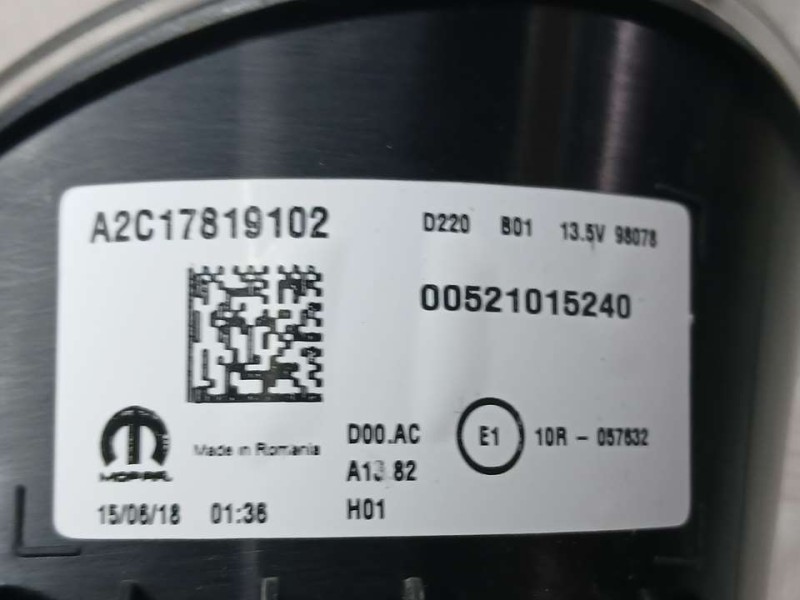 A2C17819102
D220 B01 13.5V 98078
00521015240
MOPAR
Made in Romania
D00.AC
E1
10R - 057632
82
15/06/18 01:36
H01